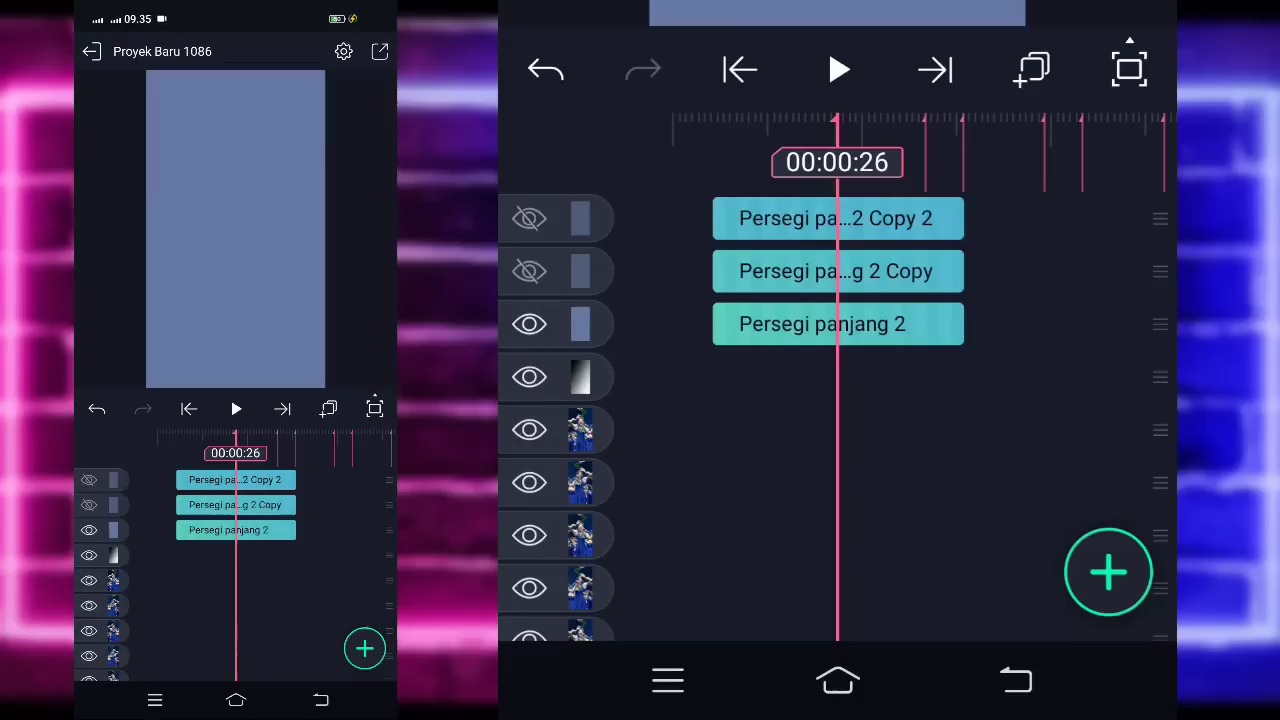 09.35
Proyek Baru 1086
00:00:26
Persegi pa...2 Copy 2
Persegi pa...g 2 Copy
Persegi panjang 2
00:00:26
Persegi pa...2 Copy 2
Persegi pa...g 2 Copy
Persegi panjang 2